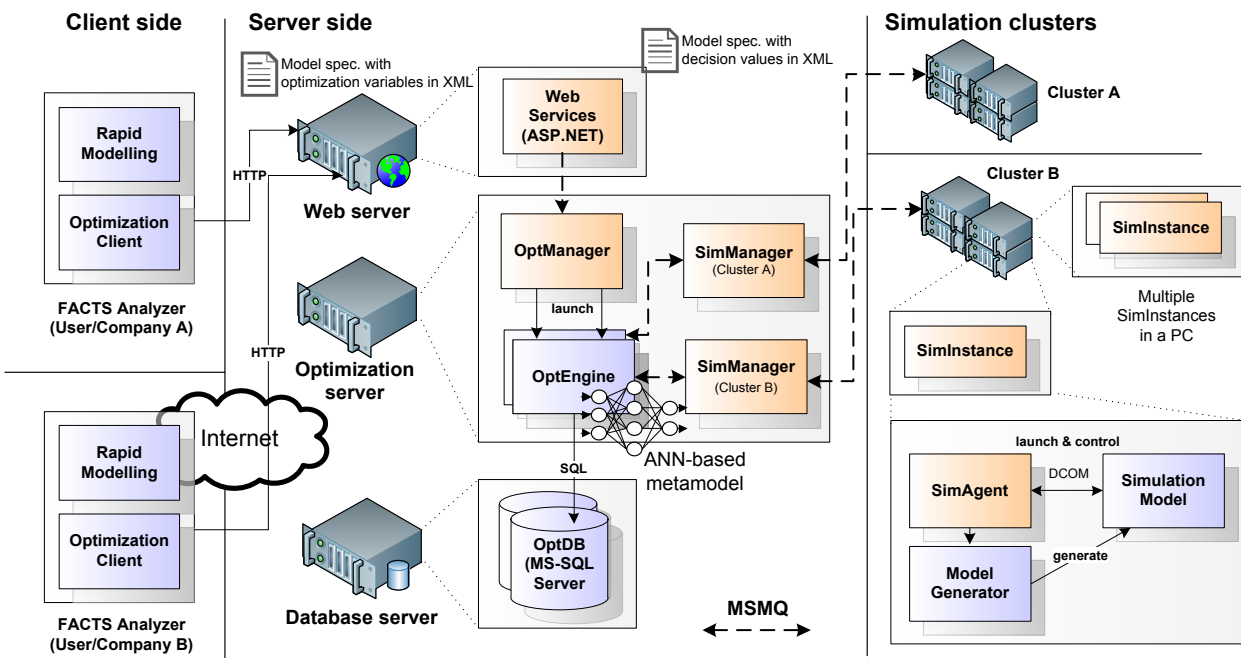 Client side
Server side
Simulation clusters
Model spec. with
optimization variables in XML
Model spec. with
decision values in XML
Rapid
Modelling
Optimization
Client
FACTS Analyzer
(User/Company A)
HTTP
HTTP
Internet
Rapid
Modelling
Optimization
Client
FACTS Analyzer
(User/Company B)
Web server
Optimization
server
Database server
Web
Services
(ASP.NET)
OptManager
launch
OptEngine
SimManager
(Cluster A)
SimManager
(Cluster B)
ANN-based
metamodel
SQL
OptDB
(MS-SQL
Server
MSMQ
Cluster A
Cluster B
SimInstance
Multiple
SimInstances
in a PC
SimInstance
launch & control
SimAgent
DCOM
Simulation
Model
generate
Model
Generator